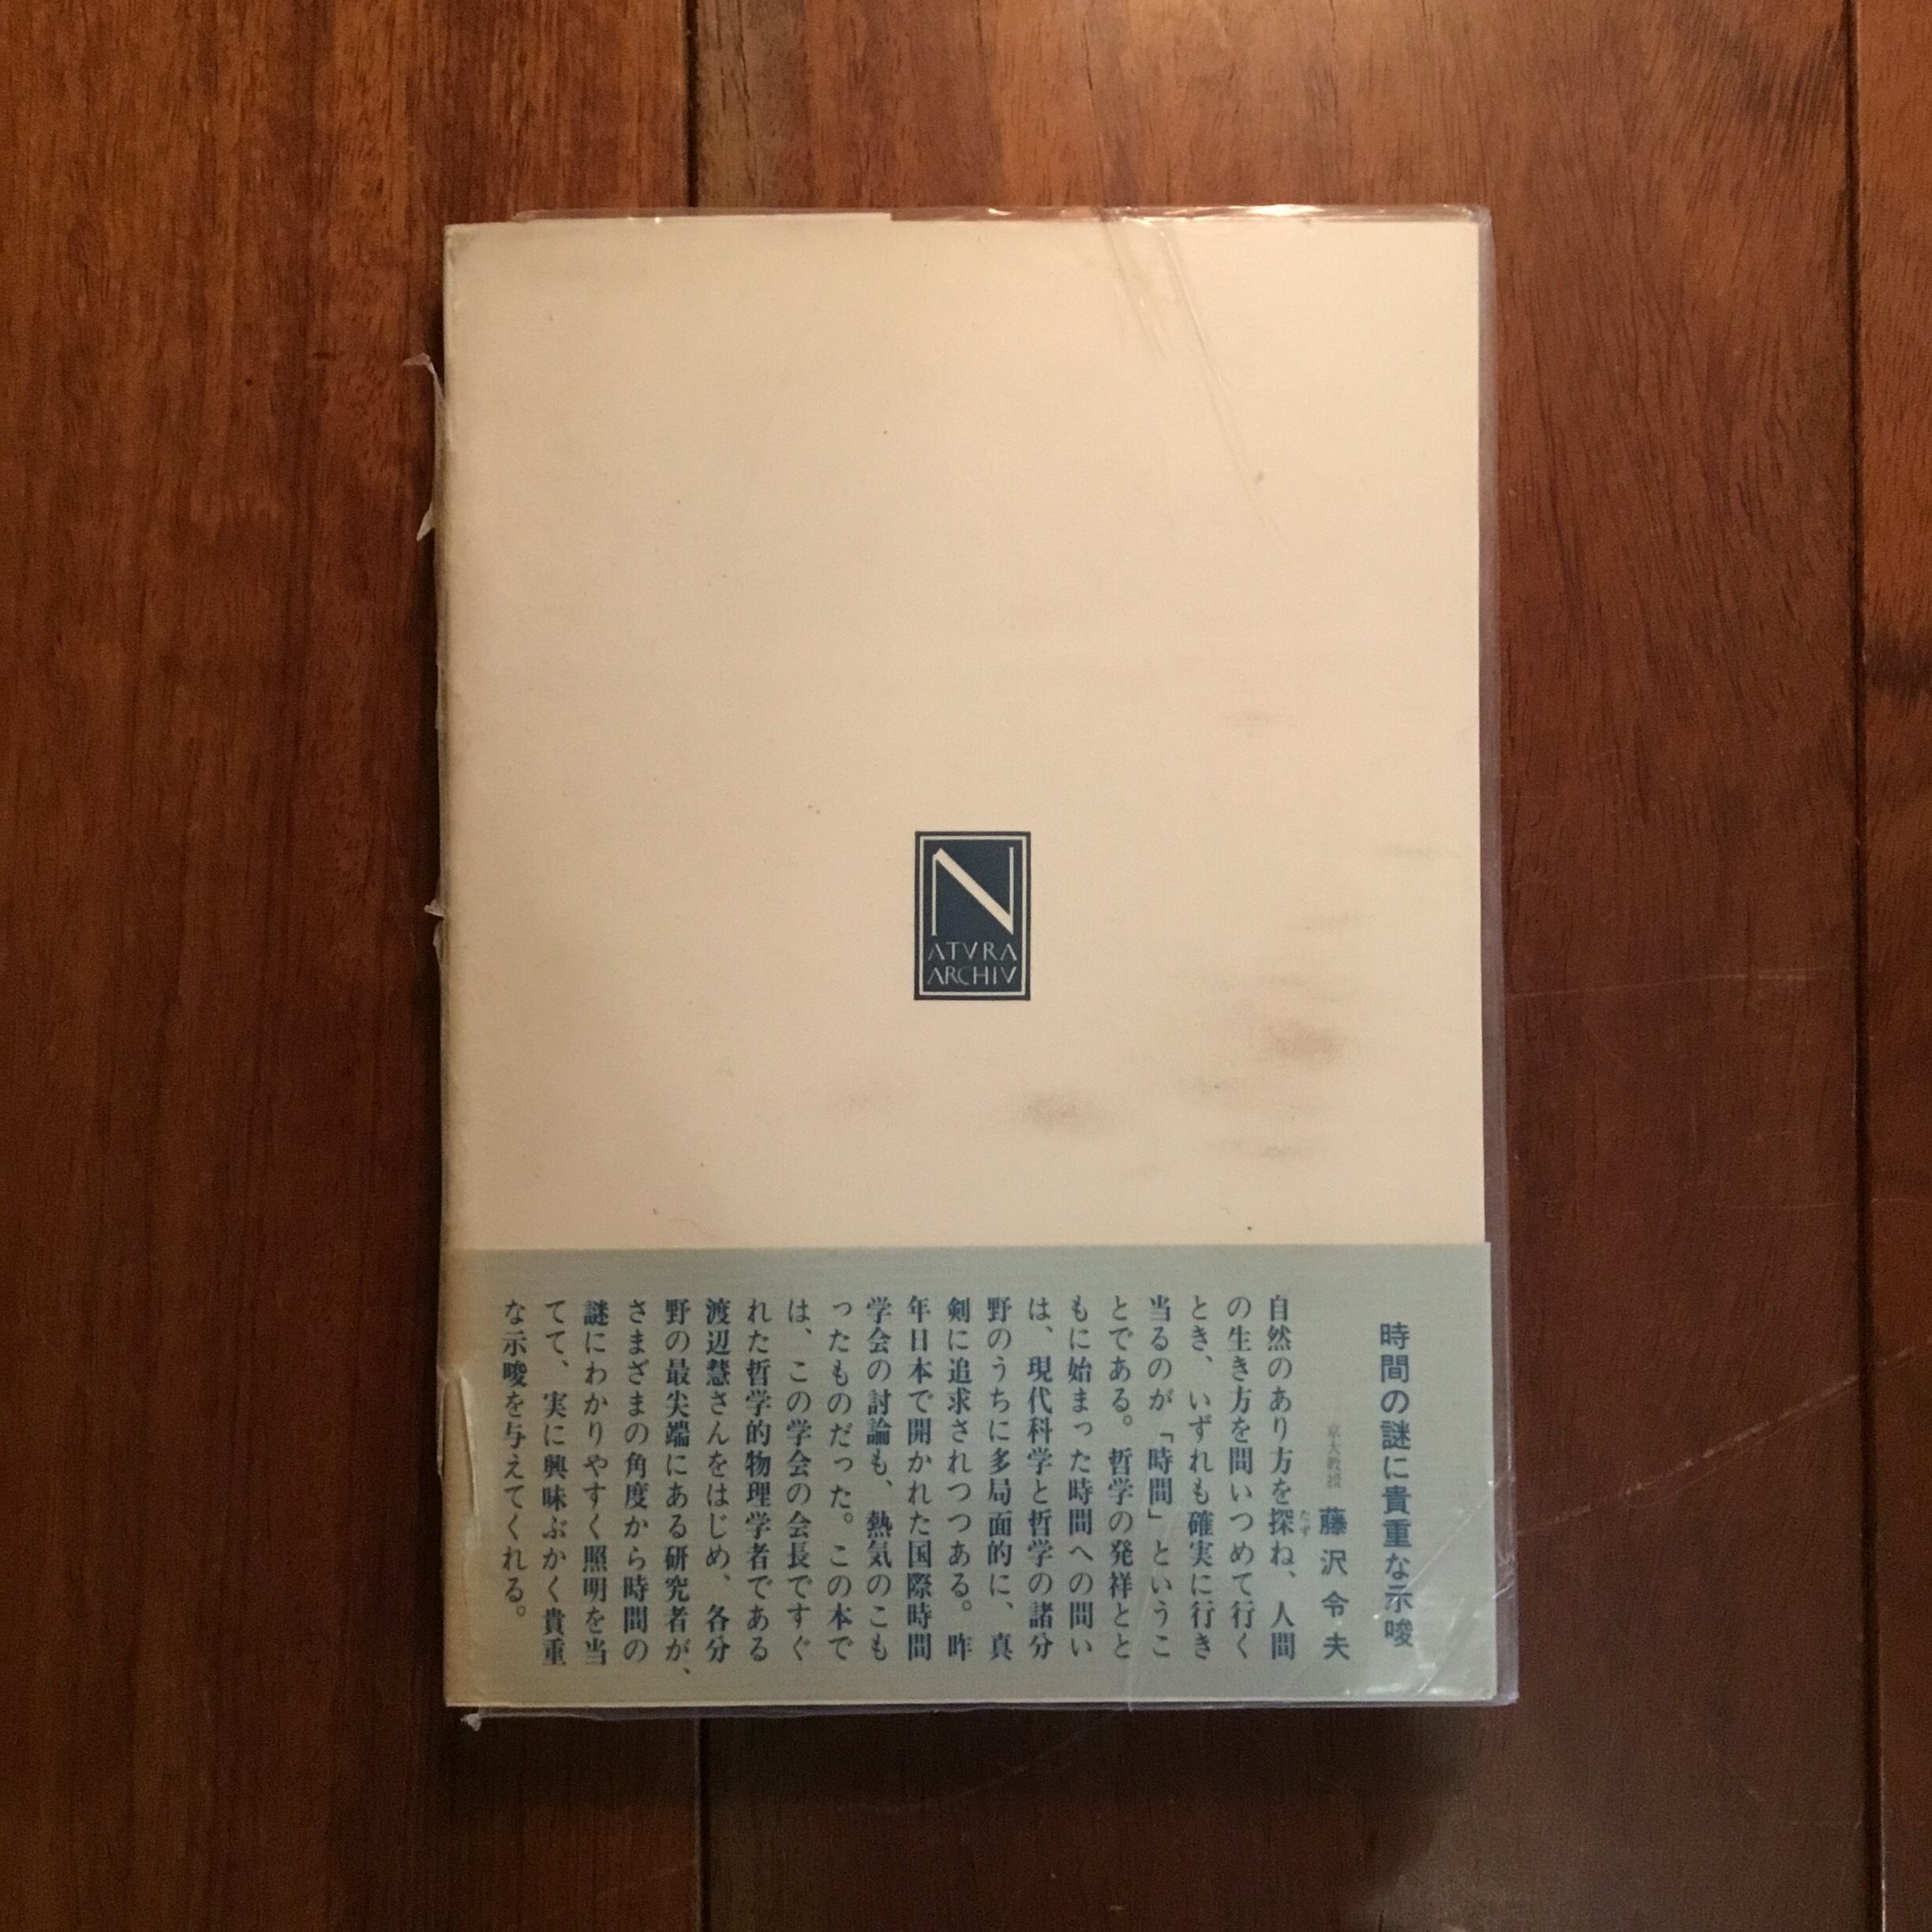 N
ATVRA
ARCHIV
時間の謎に貴重な示唆
京大教授 藤沢令夫
自然のあり方を探ね、人間
たず
の生き方を問いつめて行く
とき、いずれも確実に行き
当るのが「時間」というこ
とである。哲学の発祥とと
もに始まった時間への問い
は、現代科学と哲学の諸分
野のうちに多局面的に、真
剣に追求されつつある。昨
年日本で開かれた国際時間
学会の討論も、熱気のこも
ったものだった。この本で
は、この学会の会長ですぐ
れた哲学的物理学者である
渡辺慧さんをはじめ、各分
野の最尖端にある研究者が、
さまざまの角度から時間の
謎にわかりやすく照明を当
てて、実に興味ぶかく貴重
な示唆を与えてくれる。